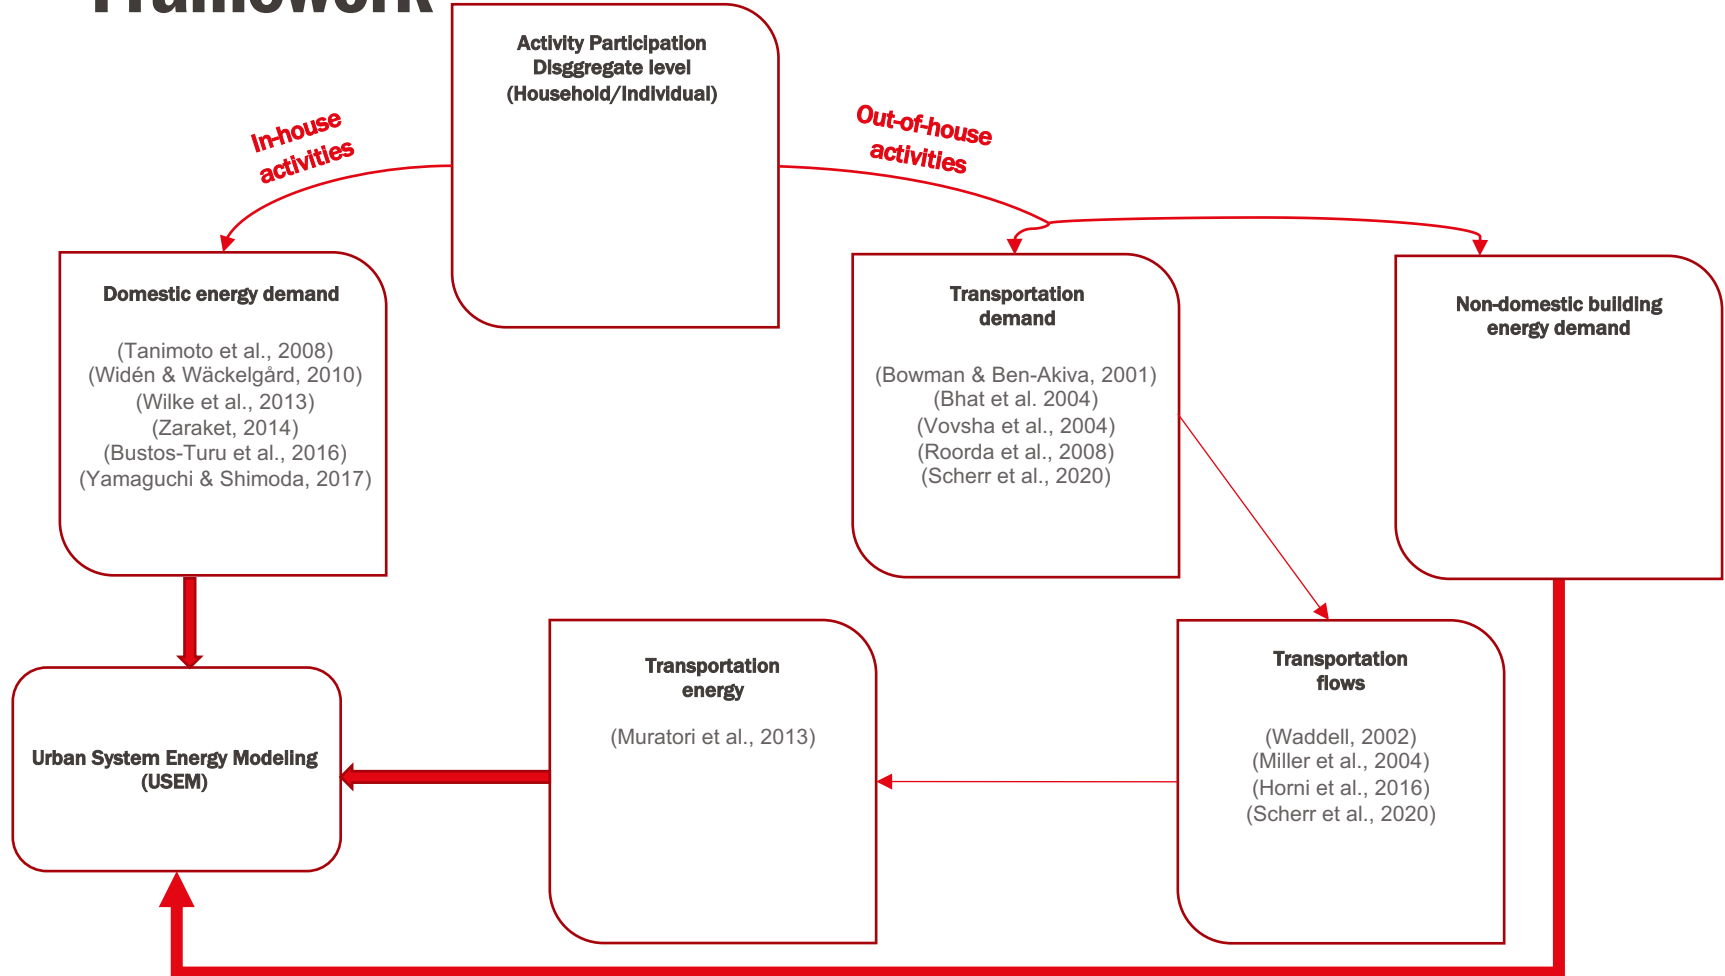 Framework
Activity Participation
Disggregate level
(Household/Individual)
In-house
activities
Out-of-house
activities
Domestic energy demand
(Tanimoto et al., 2008)
(Widén & Wäckelgård, 2010)
(Wilke et al., 2013)
(Zaraket, 2014)
(Bustos-Turu et al., 2016)
(Yamaguchi & Shimoda, 2017)
Transportation
demand
(Bowman & Ben-Akiva, 2001)
(Bhat et al. 2004)
(Vovsha et al., 2004)
(Roorda et al., 2008)
(Scherr et al., 2020)
Non-domestic building
energy demand
Urban System Energy Modeling
(USEM)
Transportation
energy
(Muratori et al., 2013)
Transportation
flows
(Waddell, 2002)
(Miller et al., 2004)
(Horni et al., 2016)
(Scherr et al., 2020)